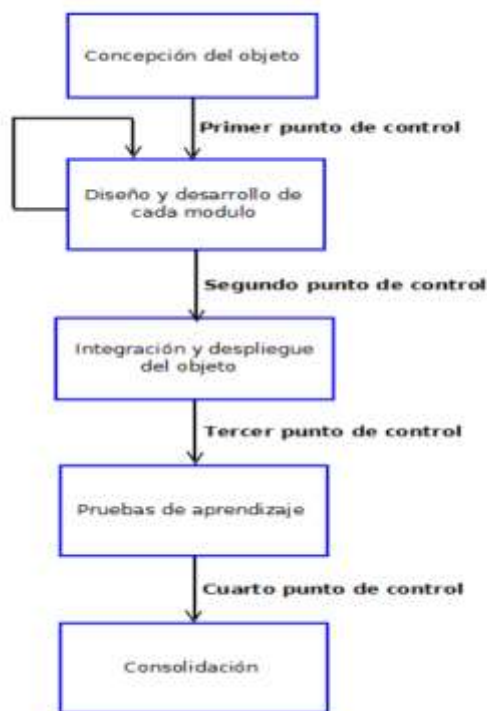 Concepción del objeto
Primer punto de control
Diseño y desarrollo de
cada modulo
Segundo punto de control
Integración y despliegue
del objeto
Tercer punto de control
Pruebas de aprendizaje
Cuarto punto de control
Consolidación